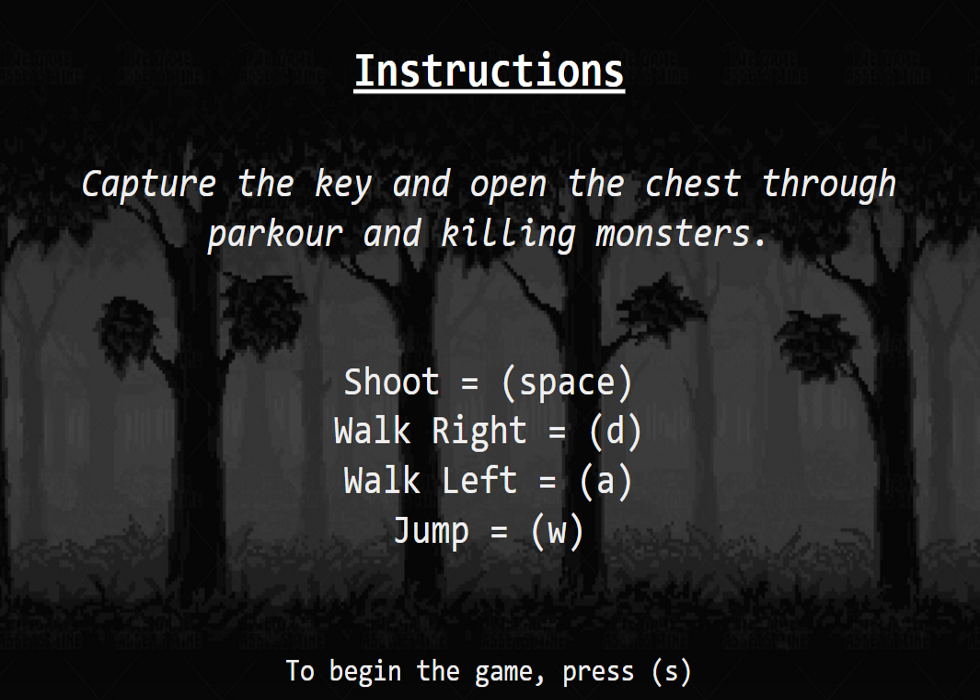 Instructions
Capture the key and open the chest through
parkour and killing monsters.
Shoot = (space)
Walk Right = (d)
Walk Left = (a)
Jump = (w)
To begin the game, press (s)